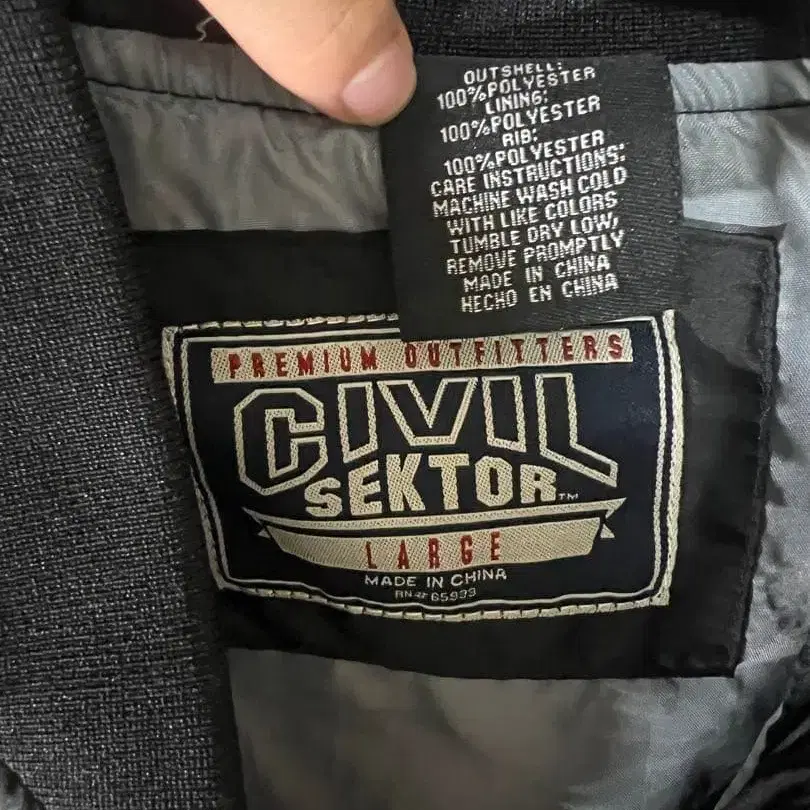 OUTSHELL:
100%POLYESTER
LINING:
100%POLYESTER
RIB:
100%POLYESTER
CARE INSTRUCTIONS:
MACHINE WASH COLD
WITH LIKE COLORS
TUMBLE DRY LOW,
REMOVE PROMPTLY
MADE IN CHINA
HECHO EN CHINA
PREMIUM OUTFITTERS
CIVIL
SEKTOR™
LARGE
MADE IN CHINA
RN# 65999